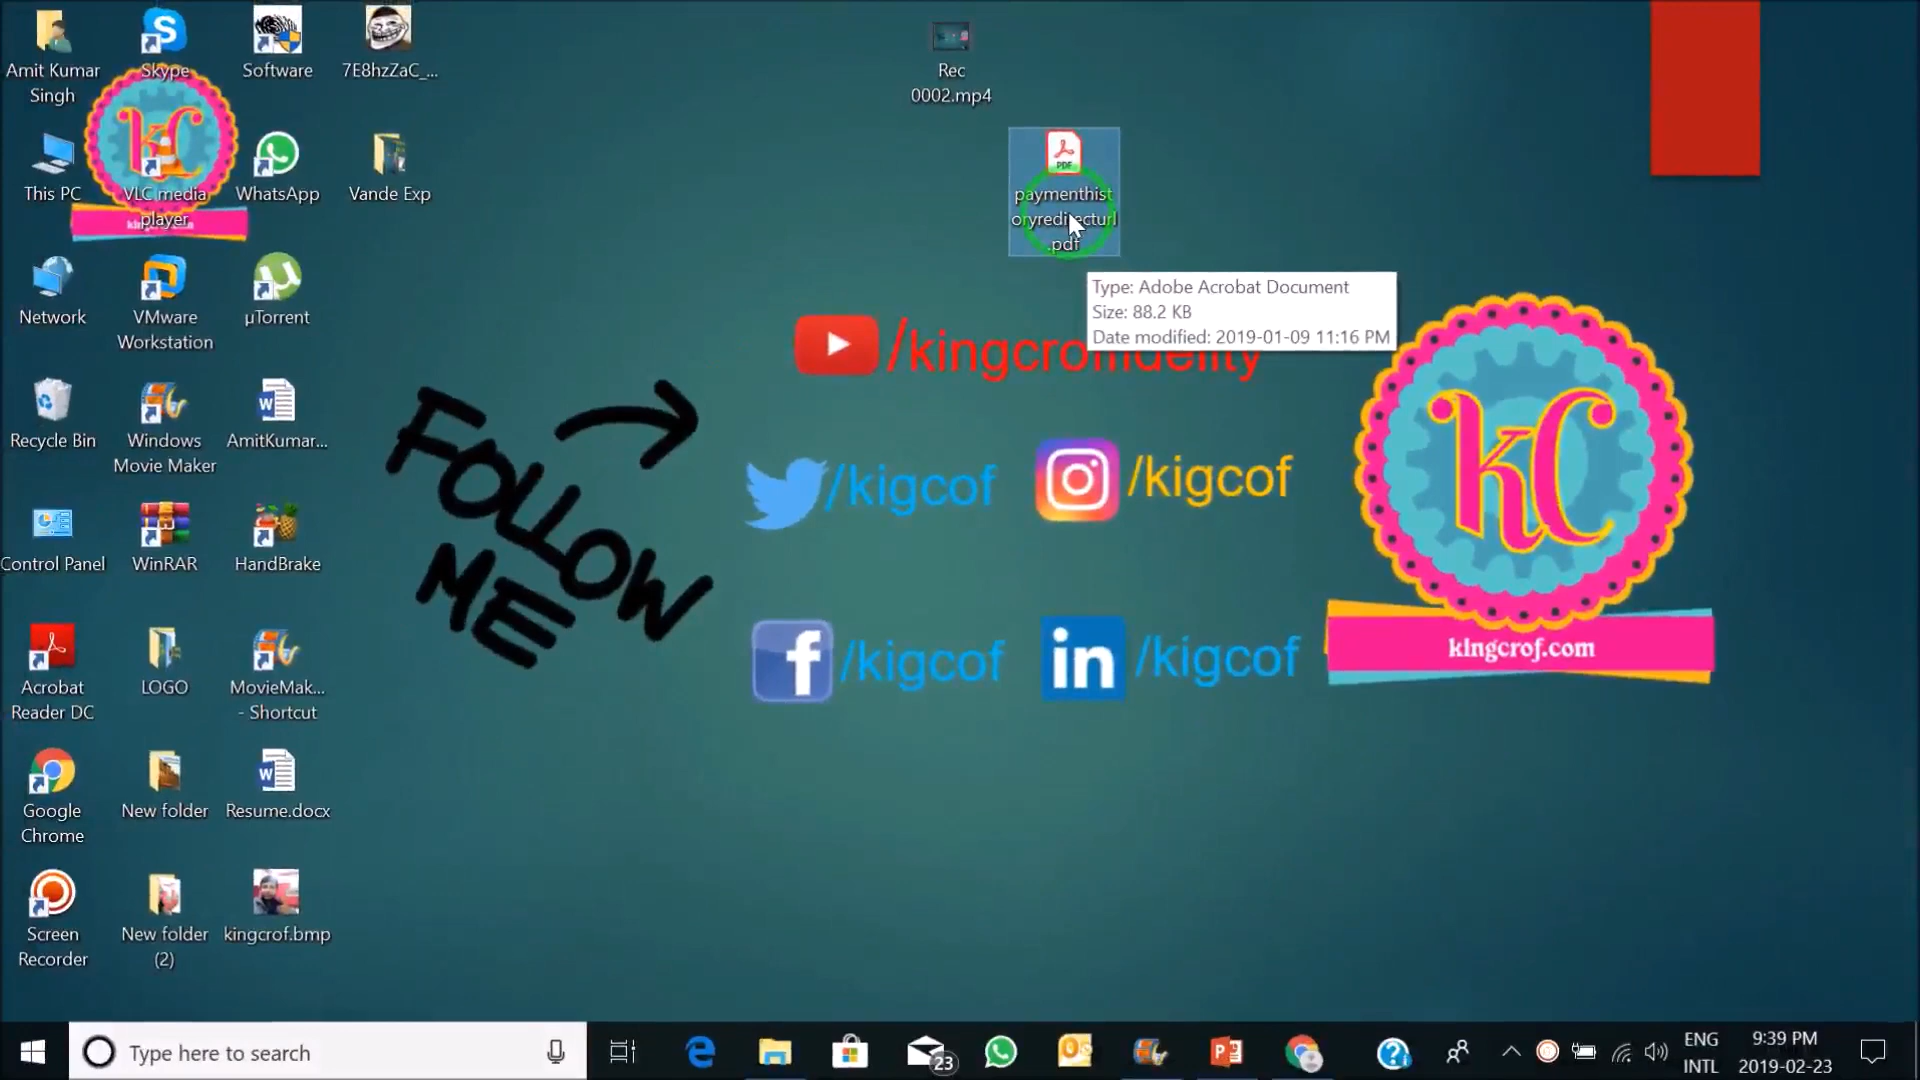 Amit Kumar
Singh
Skype
Software
7E8hzZaC_...
Rec
0002.mp4
This PC
VLC media
player
WhatsApp
Vande Exp
PDF
paymenthist
oryredirecturl
.pdf
Type: Adobe Acrobat Document
Size: 88.2 KB
Date modified: 2019-01-09 11:16 PM
Network
VMware
Workstation
µTorrent
/kingcrofidelity
Recycle Bin
Windows
Movie Maker
AmitKumar...
FOLLOW
ME
/kigcof
/kigcof
/kigcof
/kigcof
kC
kingcrof.com
Control Panel
WinRAR
HandBrake
Acrobat
Reader DC
LOGO
MovieMak...
- Shortcut
Google
Chrome
New folder
Resume.docx
Screen
Recorder
New folder
(2)
kingcrof.bmp
Type here to search
23
ENG
INTL
9:39 PM
2019-02-23